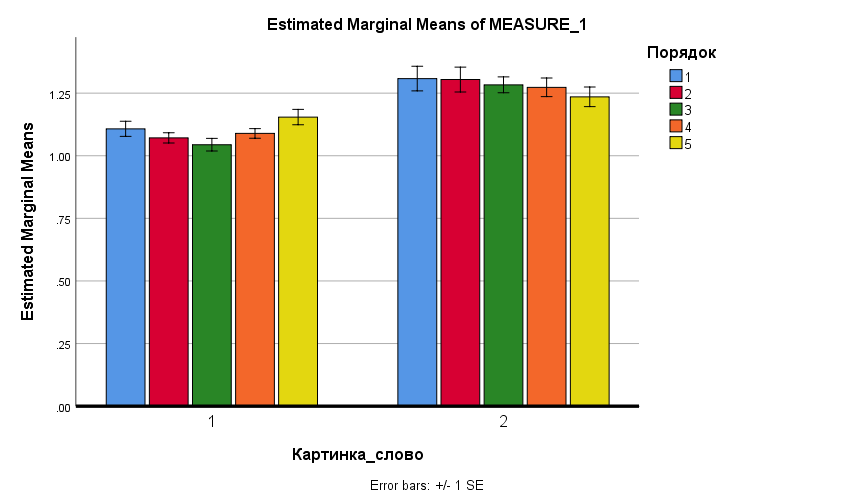 Estimated Marginal Means of MEASURE_1
Порядок
1
2
3
4
5
Estimated Marginal Means
1.25
1.00
.75
.50
.25
.00
1
2
Картинка_слово
Error bars: +/- 1 SE